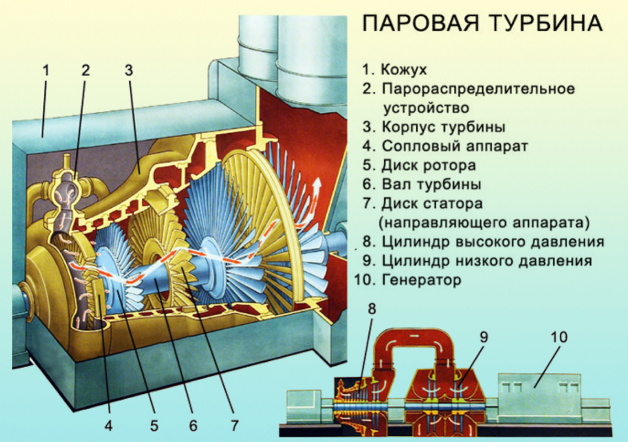 ПАРОВАЯ ТУРБИНА
1. Кожух
2. Парораспределительное
устройство
3. Корпус турбины
4. Сопловый аппарат
5. Диск ротора
6. Вал турбины
7. Диск статора
(направляющего аппарата)
8. Цилиндр высокого давления
9. Цилиндр низкого давления
10. Генератор
1 2 3
4 5 6 7
8 9 10